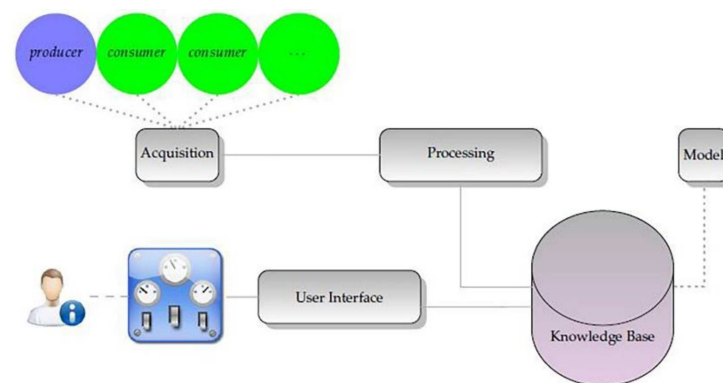 producer
consumer
consumer
...
Acquisition
Processing
Model
User Interface
Knowledge Base